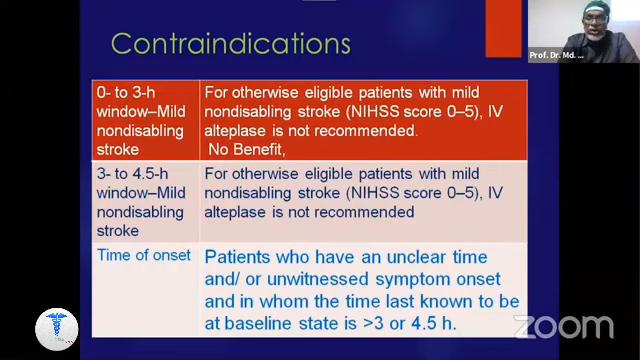 Contraindications
0- to 3-h
window–Mild
nondisabling
stroke
For otherwise eligible patients with mild
nondisabling stroke (NIHSS score 0–5), IV
alteplase is not recommended.
No Benefit,
3- to 4.5-h
window–Mild
nondisabling
stroke
For otherwise eligible patients with mild
nondisabling stroke (NIHSS score 0–5), IV
alteplase is not recommended
Time of onset
Patients who have an unclear time
and/ or unwitnessed symptom onset
and in whom the time last known to be
at baseline state is >3 or 4.5 h.
Prof. Dr. Md. ...
zoom